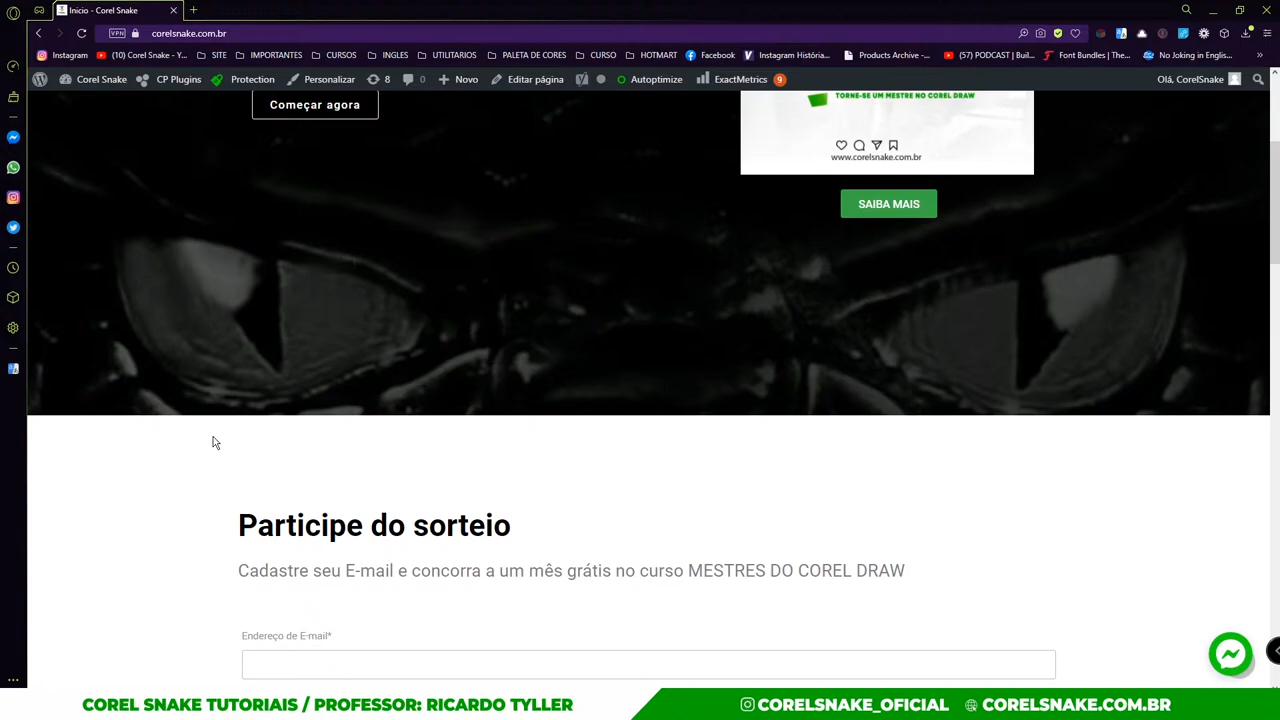 Início - Corel Snake
VPN corelsnake.com.br
Instagram (10) Corel Snake - Y... SITE IMPORTANTES CURSOS INGLES UTILITARIOS PALETA DE CORES CURSO HOTMART Facebook Instagram História... Products Archive -... (57) PODCAST | Buil... Font Bundles | The... No Joking in Englis... »
Corel Snake CP Plugins Protection Personalizar 8 0 Novo Editar página Autoptimize ExactMetrics 9 Olá, CorelSnake
TORNE-SE UM MESTRE NO COREL DRAW
Começar agora
www.corelsnake.com.br
SAIBA MAIS
Participe do sorteio
Cadastre seu E-mail e concorra a um mês grátis no curso MESTRES DO COREL DRAW
Endereço de E-mail*
COREL SNAKE TUTORIAIS / PROFESSOR: RICARDO TYLLER CORELSNAKE_OFICIAL CORELSNAKE.COM.BR